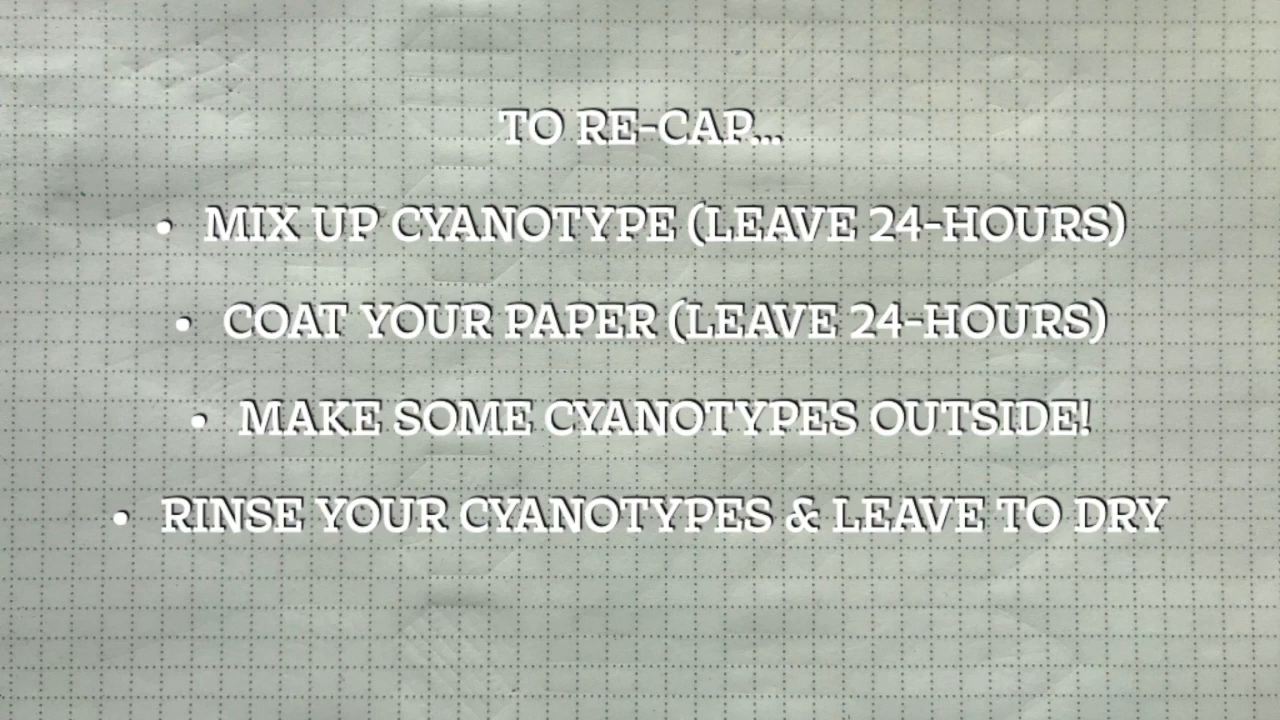 TO RE-CAP...
• MIX UP CYANOTYPE (LEAVE 24-HOURS)
• COAT YOUR PAPER (LEAVE 24-HOURS)
• MAKE SOME CYANOTYPES OUTSIDE!
• RINSE YOUR CYANOTYPES & LEAVE TO DRY